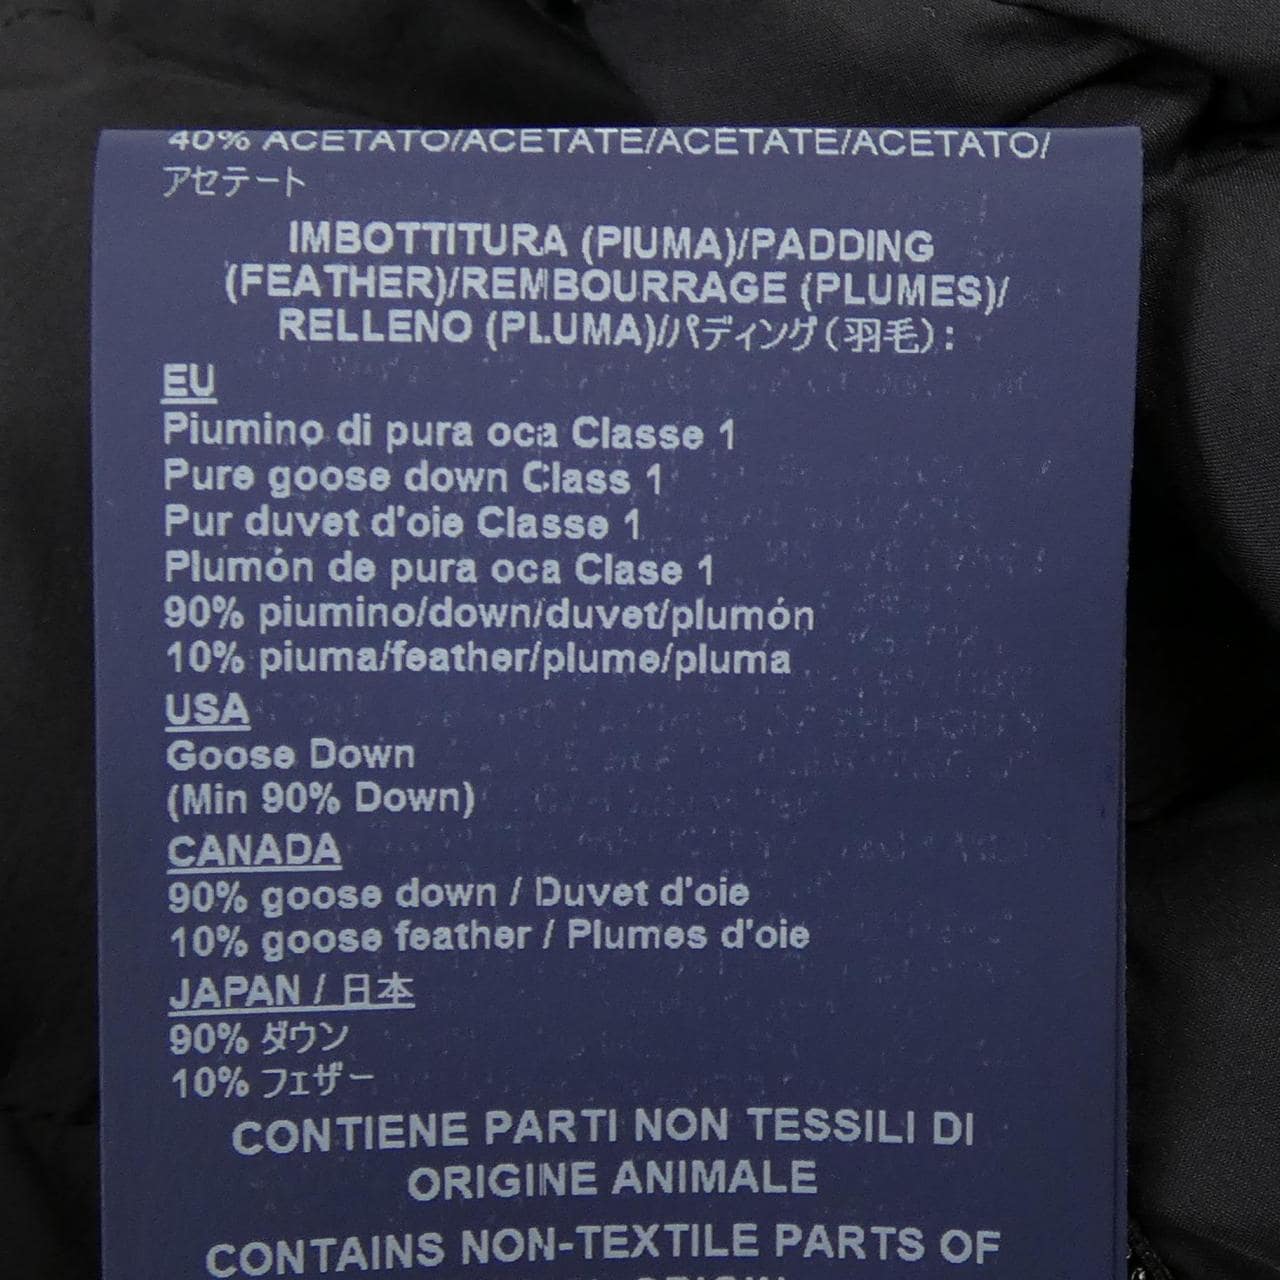 40% ACETATO/ACETATE/ACÉTATE/ACETATO/
アセテート
IMBOTTITURA (PIUMA)/PADDING
(FEATHER)/REMBOURRAGE (PLUMES)/
RELLENO (PLUMA)/パディング(羽毛):
EU
Piumino di pura oca Classe 1
Pure goose down Class 1
Pur duvet d'oie Classe 1
Plumón de pura oca Clase 1
90% piumino/down/duvet/plumón
10% piuma/feather/plume/pluma
USA
Goose Down
(Min 90% Down)
CANADA
90% goose down / Duvet d'oie
10% goose feather / Plumes d'oie
JAPAN / 日本
90% ダウン
10% フェザー
CONTIENE PARTI NON TESSILI DI
ORIGINE ANIMALE
CONTAINS NON-TEXTILE PARTS OF